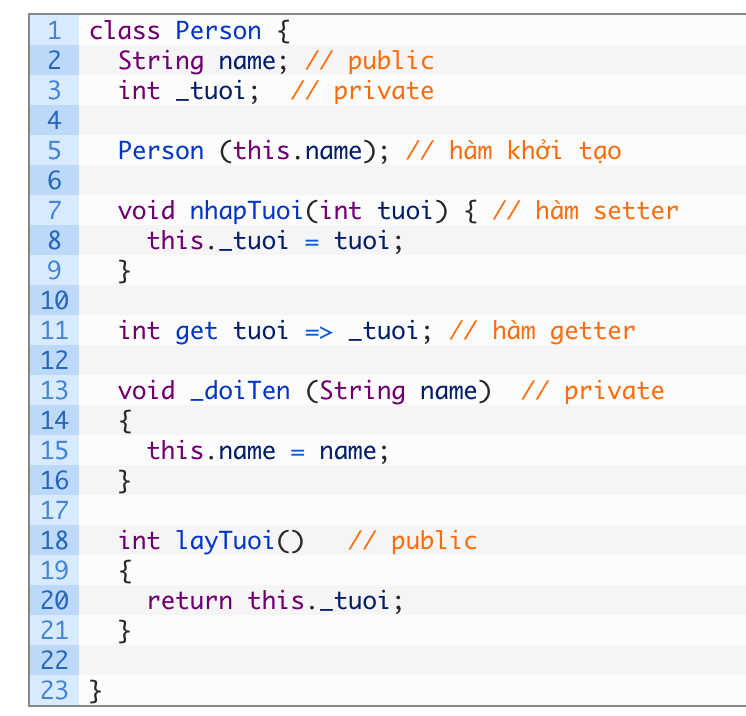 1 class Person {
2   String name; // public
3   int _tuoi;  // private
4
5   Person (this.name); // hàm khởi tạo
6
7   void nhapTuoi(int tuoi) { // hàm setter
8     this._tuoi = tuoi;
9   }
10
11   int get tuoi => _tuoi; // hàm getter
12
13   void _doiTen (String name)  // private
14   {
15     this.name = name;
16   }
17
18   int layTuoi()   // public
19   {
20     return this._tuoi;
21   }
22
23 }